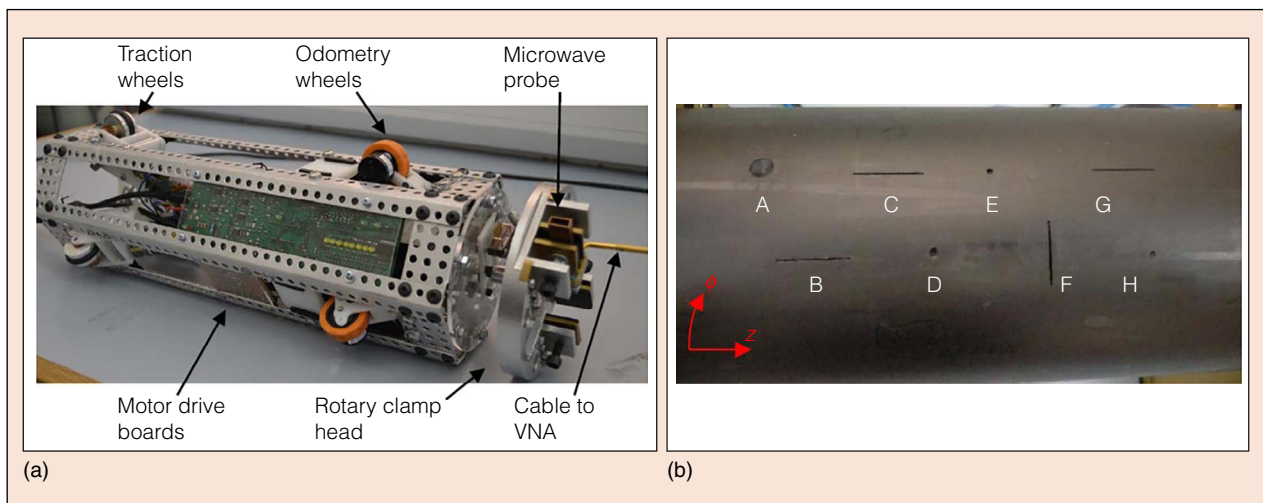 Traction
wheels
Odometry
wheels
Microwave
probe
Motor drive
boards
Rotary clamp
head
Cable to
VNA
(a)
A
C
E
G
B
D
F
H
ø
z
(b)